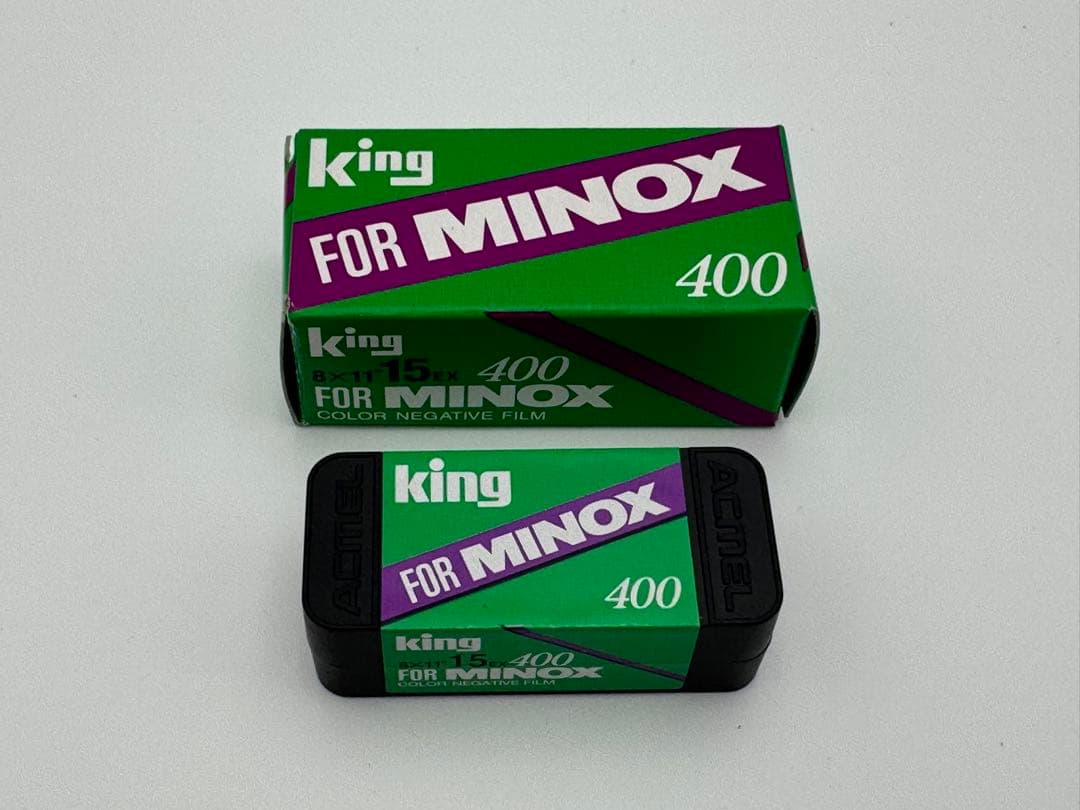 king
FOR MINOX
400
king
8×11-15EX 400
FOR MINOX
COLOR NEGATIVE FILM
ACMEL
king
FOR MINOX
400
ACMEL
king
8×11-15EX 400
FOR MINOX
COLOR NEGATIVE FILM